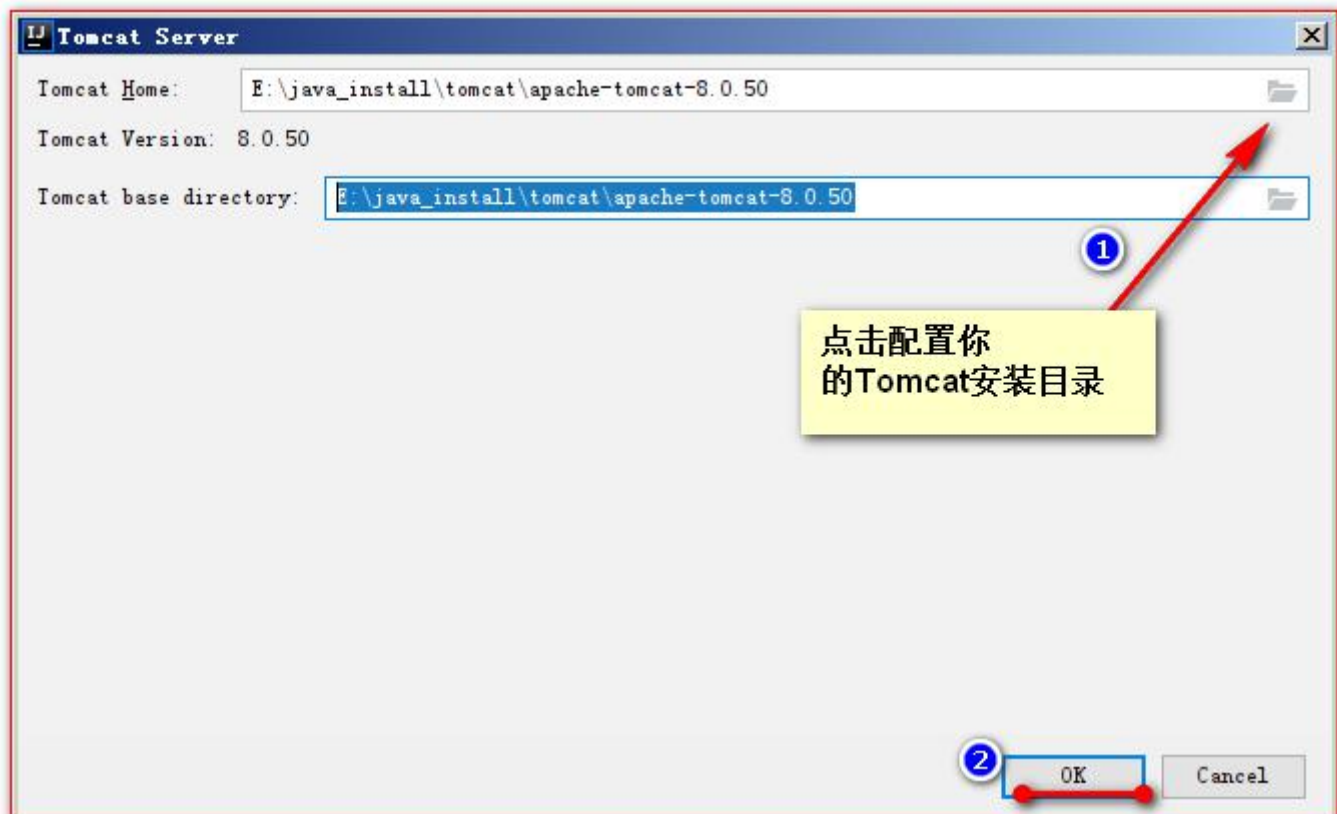 Tomcat Server
Tomcat Home: E:\java_install\tomcat\apache-tomcat-8.0.50
Tomcat Version: 8.0.50
Tomcat base directory: E:\java_install\tomcat\apache-tomcat-8.0.50
1
点击配置你
的Tomcat安装目录
2
OK Cancel